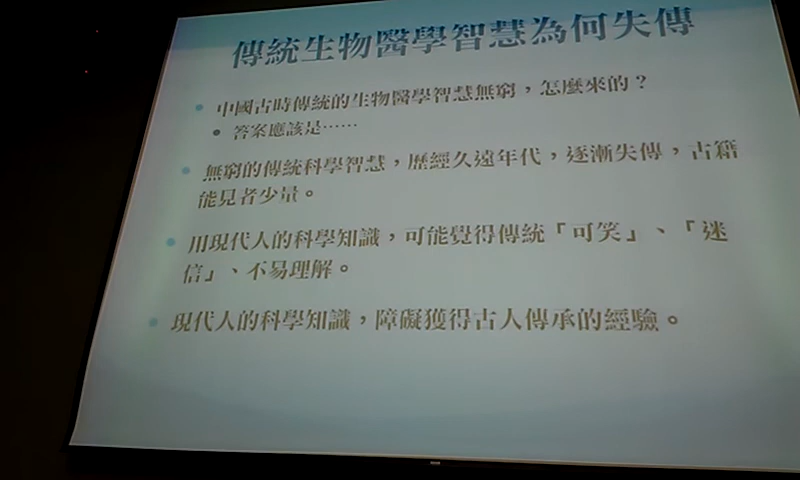 傳統生物醫學智慧為何失傳
中國古時傳統的生物醫學智慧無窮，怎麼來的？
答案應該是……
無窮的傳統科學智慧，歷經久遠年代，逐漸失傳，古籍
能見者少量。
用現代人的科學知識，可能覺得傳統「可笑」、「迷
信」、不易理解。
現代人的科學知識，障礙獲得古人傳承的經驗。